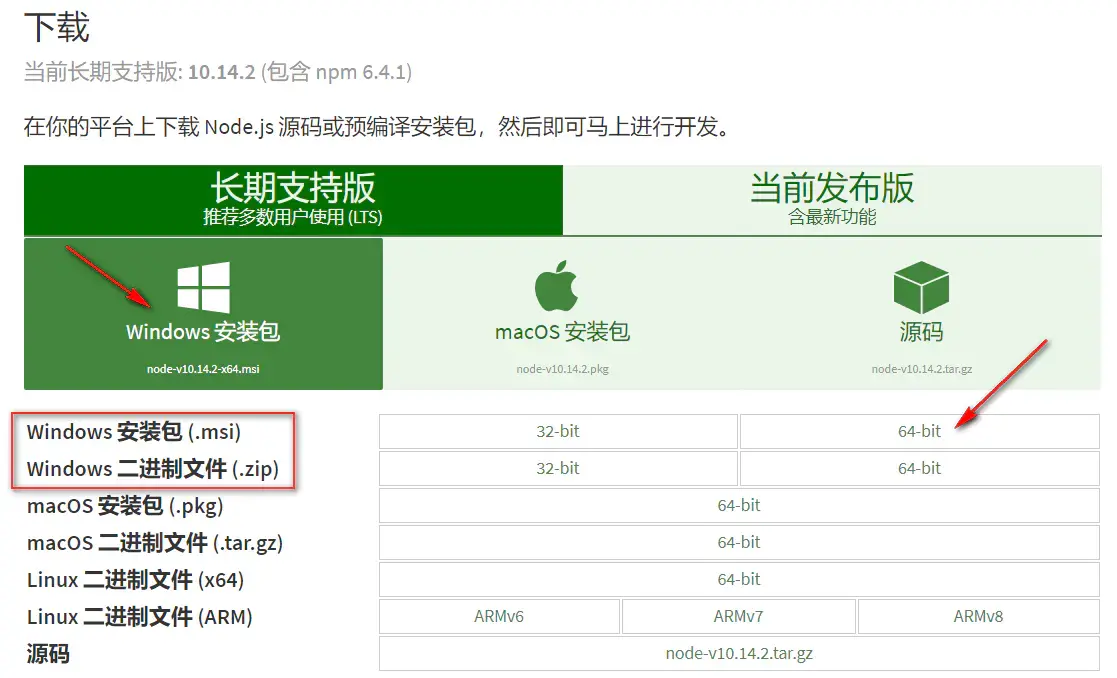 下载
当前长期支持版: 10.14.2 (包含 npm 6.4.1)
在你的平台上下载 Node.js 源码或预编译安装包，然后即可马上进行开发。
长期支持版
推荐多数用户使用 (LTS)
当前发布版
含最新功能
Windows 安装包
node-v10.14.2-x64.msi
macOS 安装包
node-v10.14.2.pkg
源码
node-v10.14.2.tar.gz
Windows 安装包 (.msi) 32-bit 64-bit
Windows 二进制文件 (.zip) 32-bit 64-bit
macOS 安装包 (.pkg) 64-bit
macOS 二进制文件 (.tar.gz) 64-bit
Linux 二进制文件 (x64) 64-bit
Linux 二进制文件 (ARM) ARMv6 ARMv7 ARMv8
源码 node-v10.14.2.tar.gz